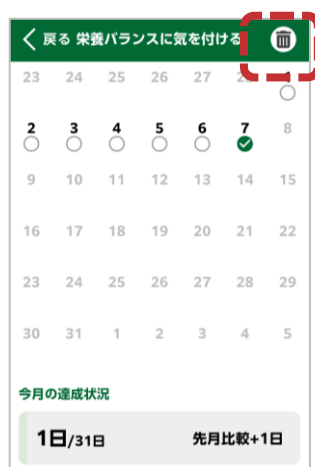 戻る 栄養バランスに気を付ける
23 24 25 26 27 28 1
2 3 4 5 6 7 8
9 10 11 12 13 14 15
16 17 18 19 20 21 22
23 24 25 26 27 28 29
30 31 1 2 3 4 5
今月の達成状況
1日/31日 先月比較+1日